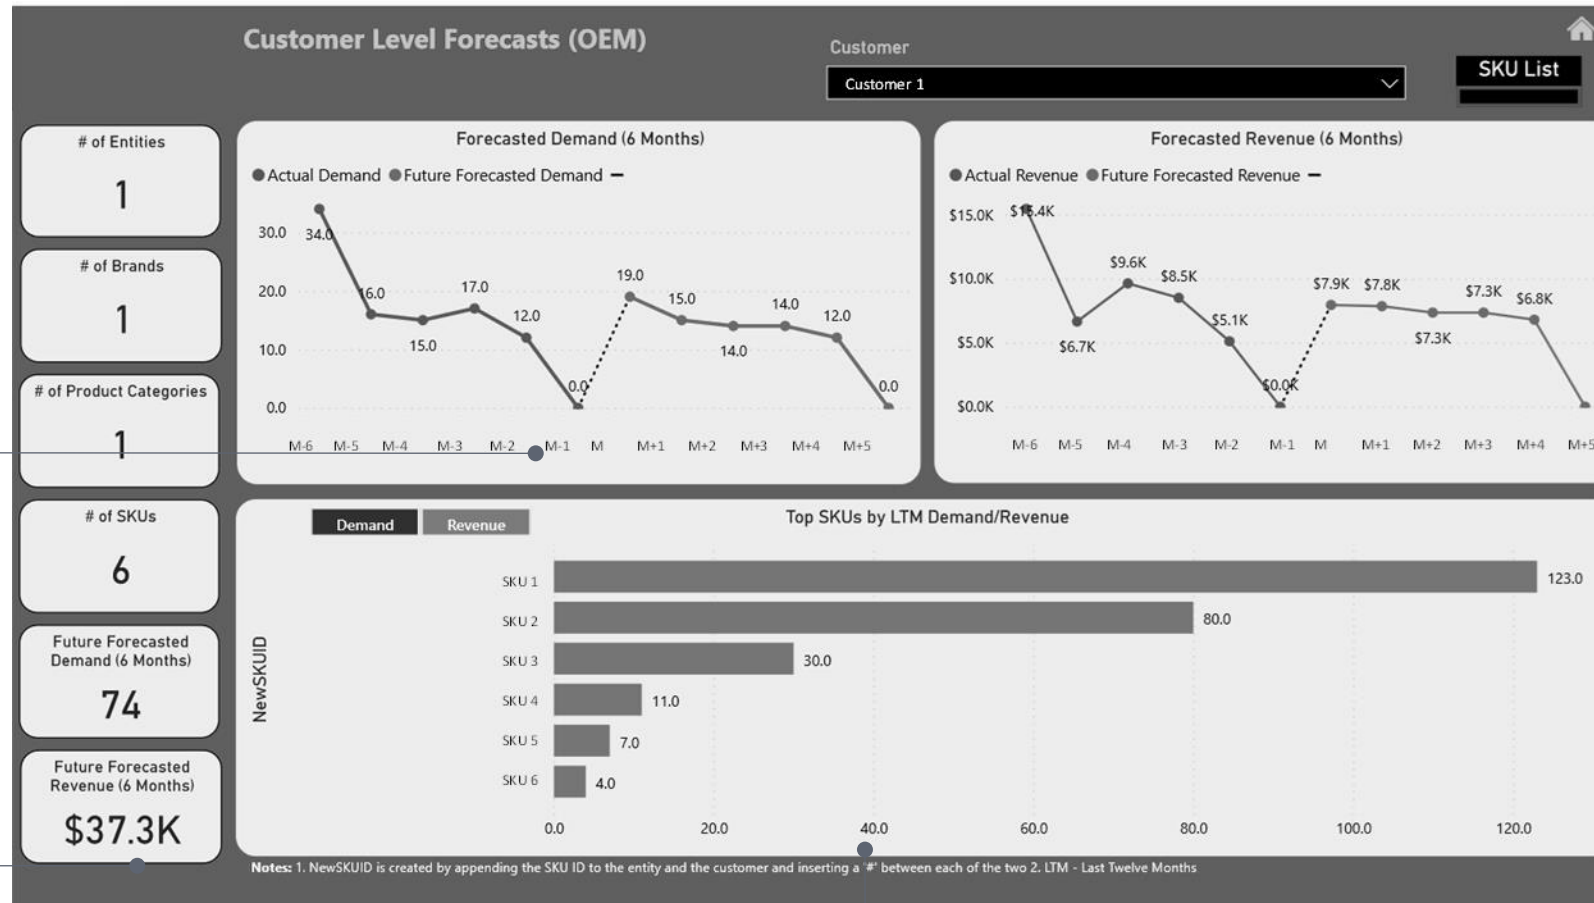 Customer Level Forecasts (OEM)
Customer
Customer 1
SKU List
# of Entities
1
# of Brands
1
# of Product Categories
1
# of SKUs
6
Future Forecasted
Demand (6 Months)
74
Future Forecasted
Revenue (6 Months)
$37.3K
Forecasted Demand (6 Months)
Actual Demand Future Forecasted Demand
30.0
20.0
10.0
0.0
34.0
16.0
15.0
17.0
12.0
0.0
19.0
15.0
14.0
14.0
12.0
0.0
M-6 M-5 M-4 M-3 M-2 M-1 M M+1 M+2 M+3 M+4 M+5
Forecasted Revenue (6 Months)
Actual Revenue Future Forecasted Revenue
$15.0K
$10.0K
$5.0K
$0.0K
$15.4K
$6.7K
$9.6K
$8.5K
$5.1K
$0.0K
$7.9K
$7.8K
$7.3K
$7.3K
$6.8K
M-6 M-5 M-4 M-3 M-2 M-1 M M+1 M+2 M+3 M+4 M+5
Demand Revenue
Top SKUs by LTM Demand/Revenue
NewSKUID
SKU 1 123.0
SKU 2 80.0
SKU 3 30.0
SKU 4 11.0
SKU 5 7.0
SKU 6 4.0
0.0 20.0 40.0 60.0 80.0 100.0 120.0
Notes: 1. NewSKUID is created by appending the SKU ID to the entity and the customer and inserting a "#" between each of the two 2. LTM - Last Twelve Months